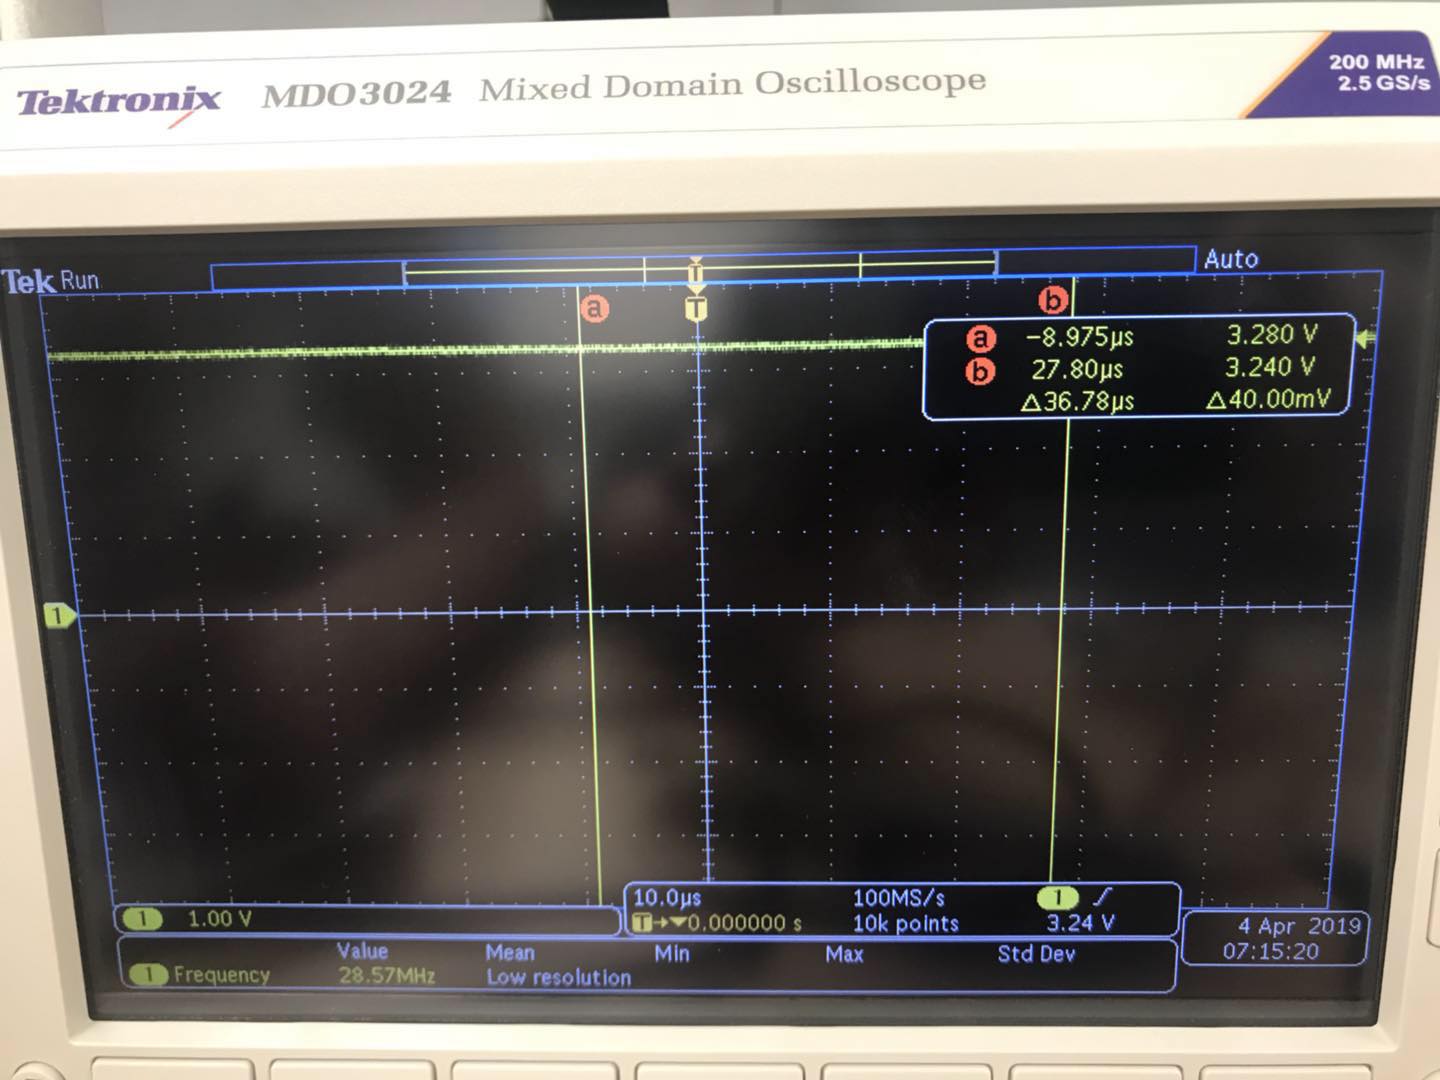 Tektronix MDO3024 Mixed Domain Oscilloscope
200 MHz
2.5 GS/s
Tek Run
T
Auto
a
T
b
a -8.975µs 3.280 V
b 27.80µs 3.240 V
Δ36.78µs Δ40.00mV
1
1 1.00 V
10.0µs 100MS/s 1
T→▼0.000000 s 10k points 3.24 V
Value Mean Min Max Std Dev
1 Frequency 28.57MHz Low resolution
4 Apr 2019
07:15:20